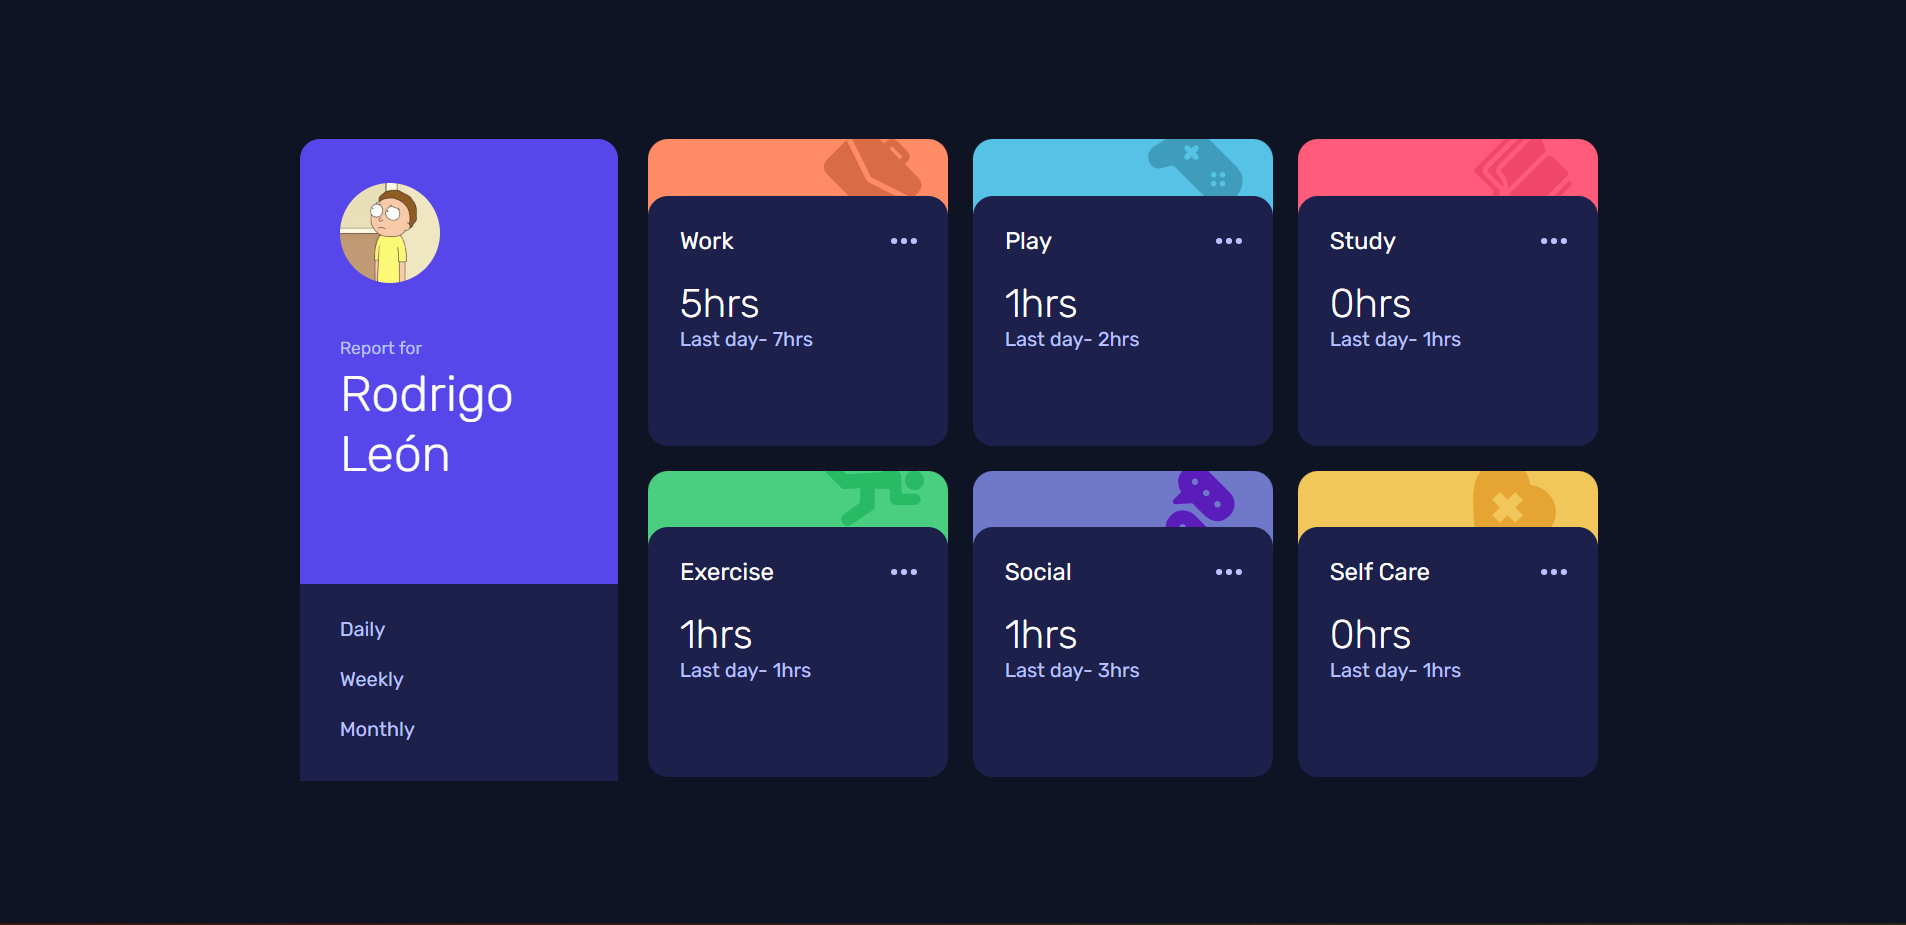 Report for
Rodrigo
León
Daily
Weekly
Monthly
Work
5hrs
Last day- 7hrs
Play
1hrs
Last day- 2hrs
Study
0hrs
Last day- 1hrs
Exercise
1hrs
Last day- 1hrs
Social
1hrs
Last day- 3hrs
Self Care
0hrs
Last day- 1hrs